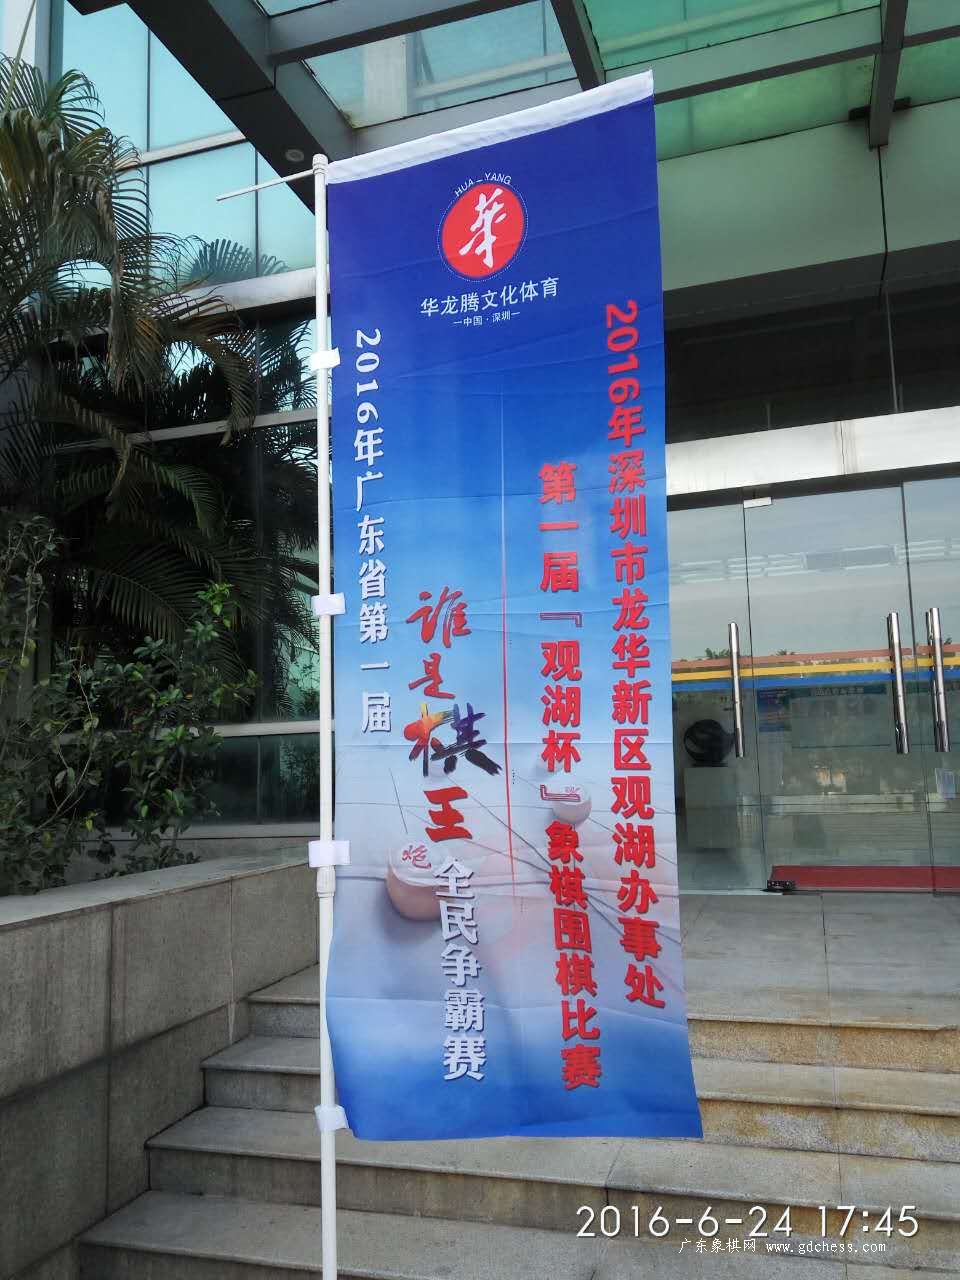 HUA-YANG
華
华龙腾文化体育
—中国·深圳—
2016年深圳市龙华新区观湖办事处
第一届『观湖杯』象棋围棋比赛
2016年广东省第一届
谁是棋王
炮
全民争霸赛
2016-6-24 17:45
广东象棋网 www.gdchess.com